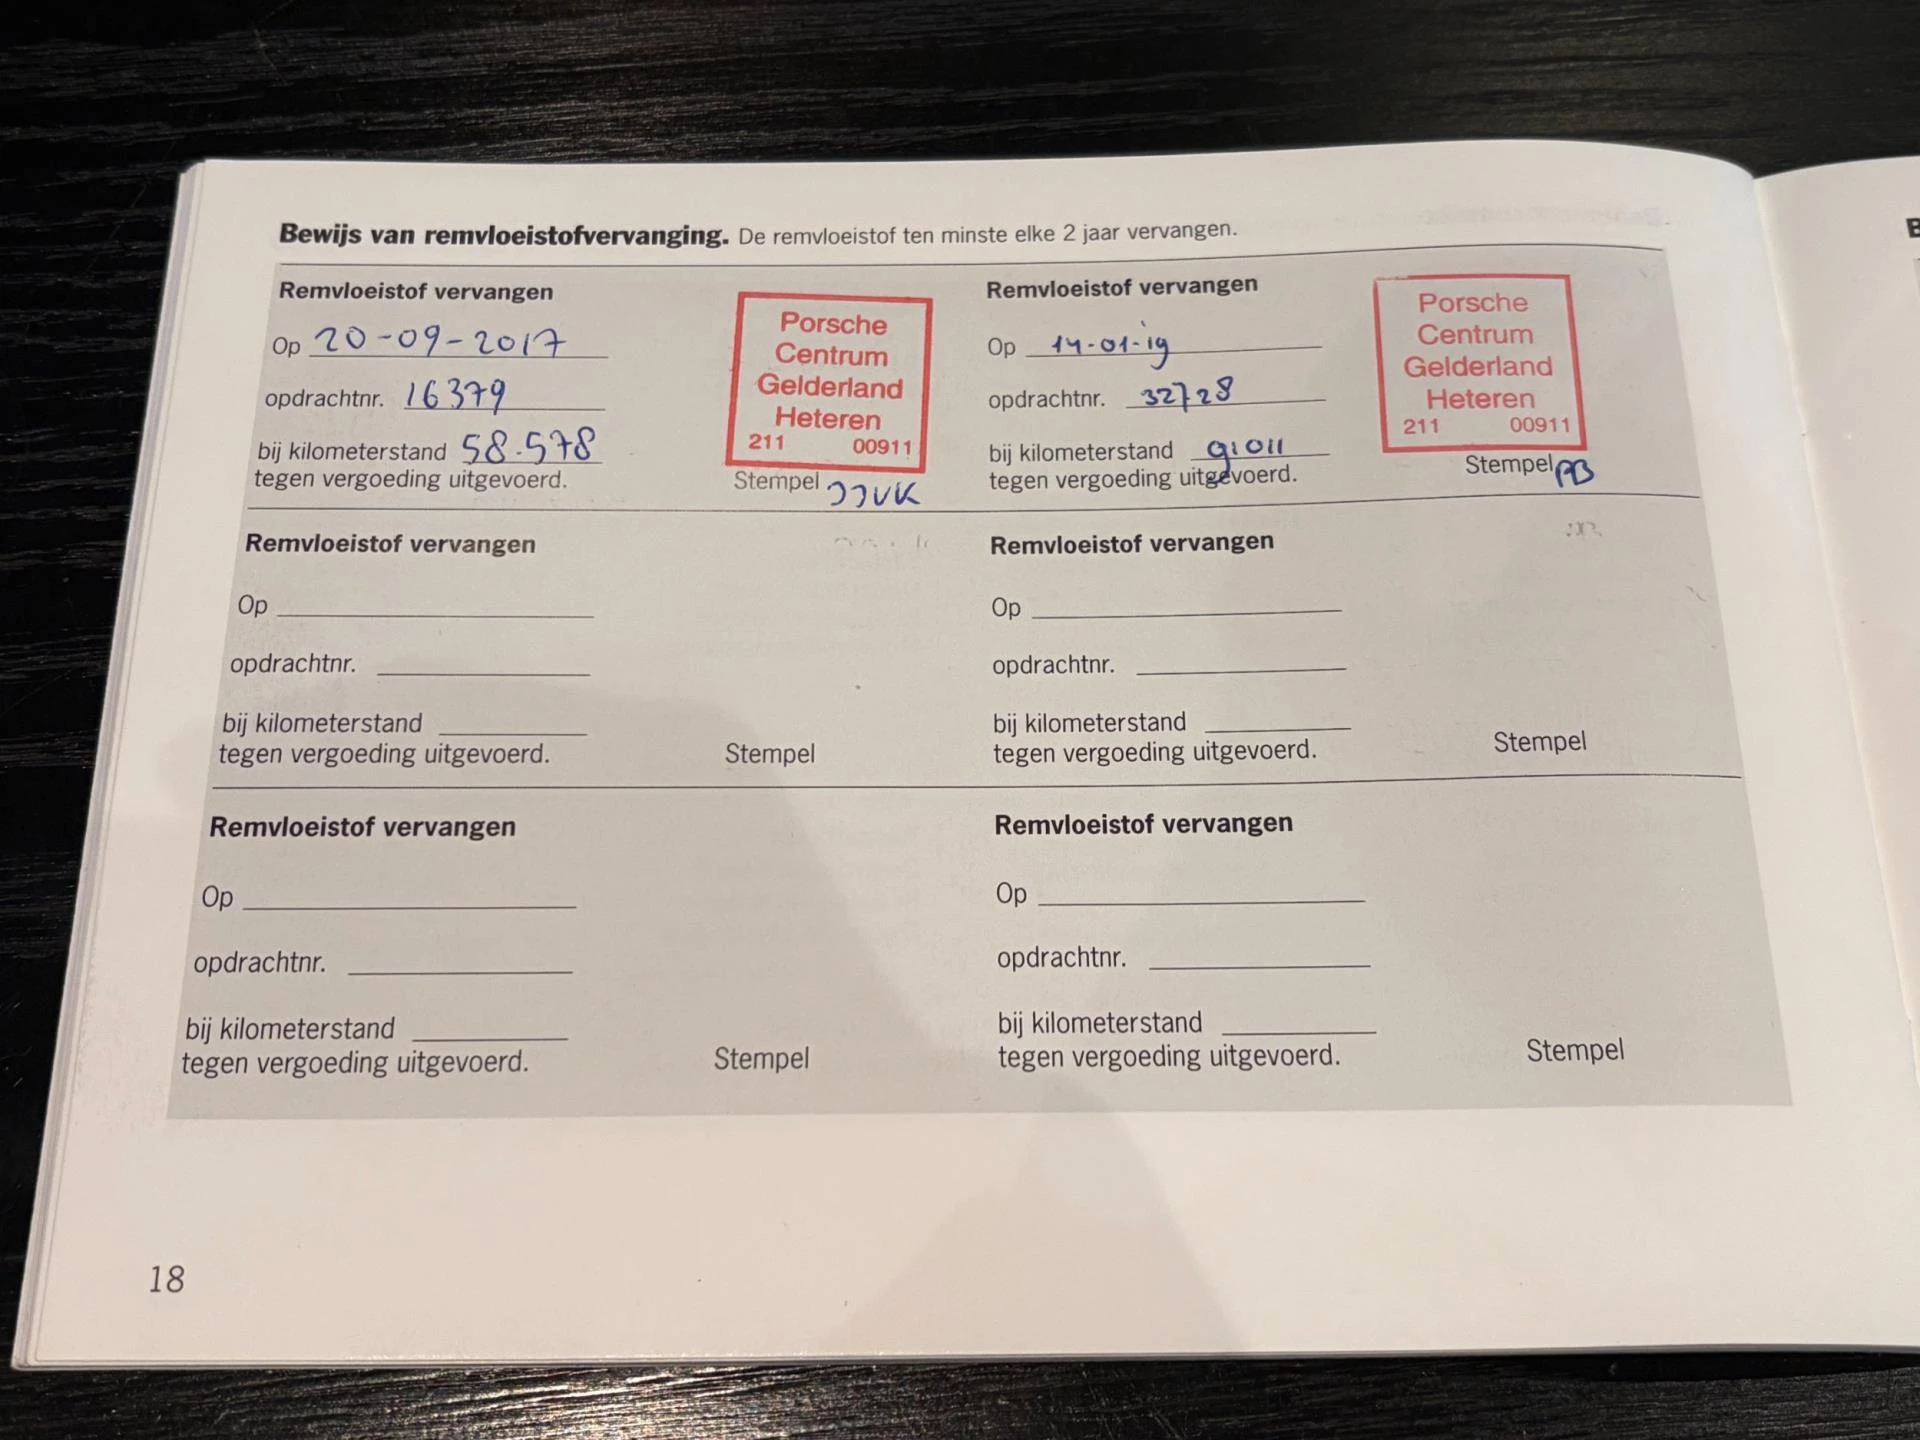 Bewijs van remvloeistofvervanging. De remvloeistof ten minste elke 2 jaar vervangen.
Remvloeistof vervangen
Op 20-09-2017
opdrachtnr. 16379
bij kilometerstand 58.578
tegen vergoeding uitgevoerd.
Porsche
Centrum
Gelderland
Heteren
211 00911
Stempel JJVK
Remvloeistof vervangen
Op 14-01-19
opdrachtnr. 32728
bij kilometerstand 91011
tegen vergoeding uitgevoerd.
Porsche
Centrum
Gelderland
Heteren
211 00911
Stempel PB
Remvloeistof vervangen
Op
opdrachtnr.
bij kilometerstand
tegen vergoeding uitgevoerd.
Stempel
Remvloeistof vervangen
Op
opdrachtnr.
bij kilometerstand
tegen vergoeding uitgevoerd.
Stempel
Remvloeistof vervangen
Op
opdrachtnr.
bij kilometerstand
tegen vergoeding uitgevoerd.
Stempel
Remvloeistof vervangen
Op
opdrachtnr.
bij kilometerstand
tegen vergoeding uitgevoerd.
Stempel
18